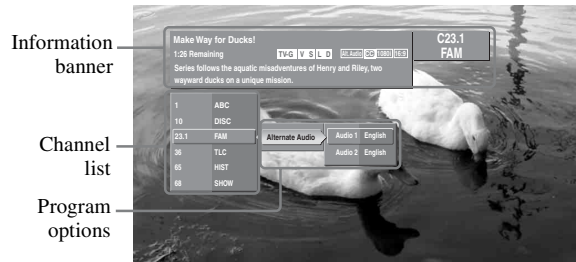 Information banner
Channel list
Program options
Make Way for Ducks!
1:26 Remaining TV-G V S L D Alt. Audio CC 1080i 16:9
Series follows the aquatic misadventures of Henry and Riley, two
wayward ducks on a unique mission.
C23.1
FAM
1 ABC
10 DISC
23.1 FAM
36 TLC
65 HIST
68 SHOW
Alternate Audio
Audio 1 English
Audio 2 English